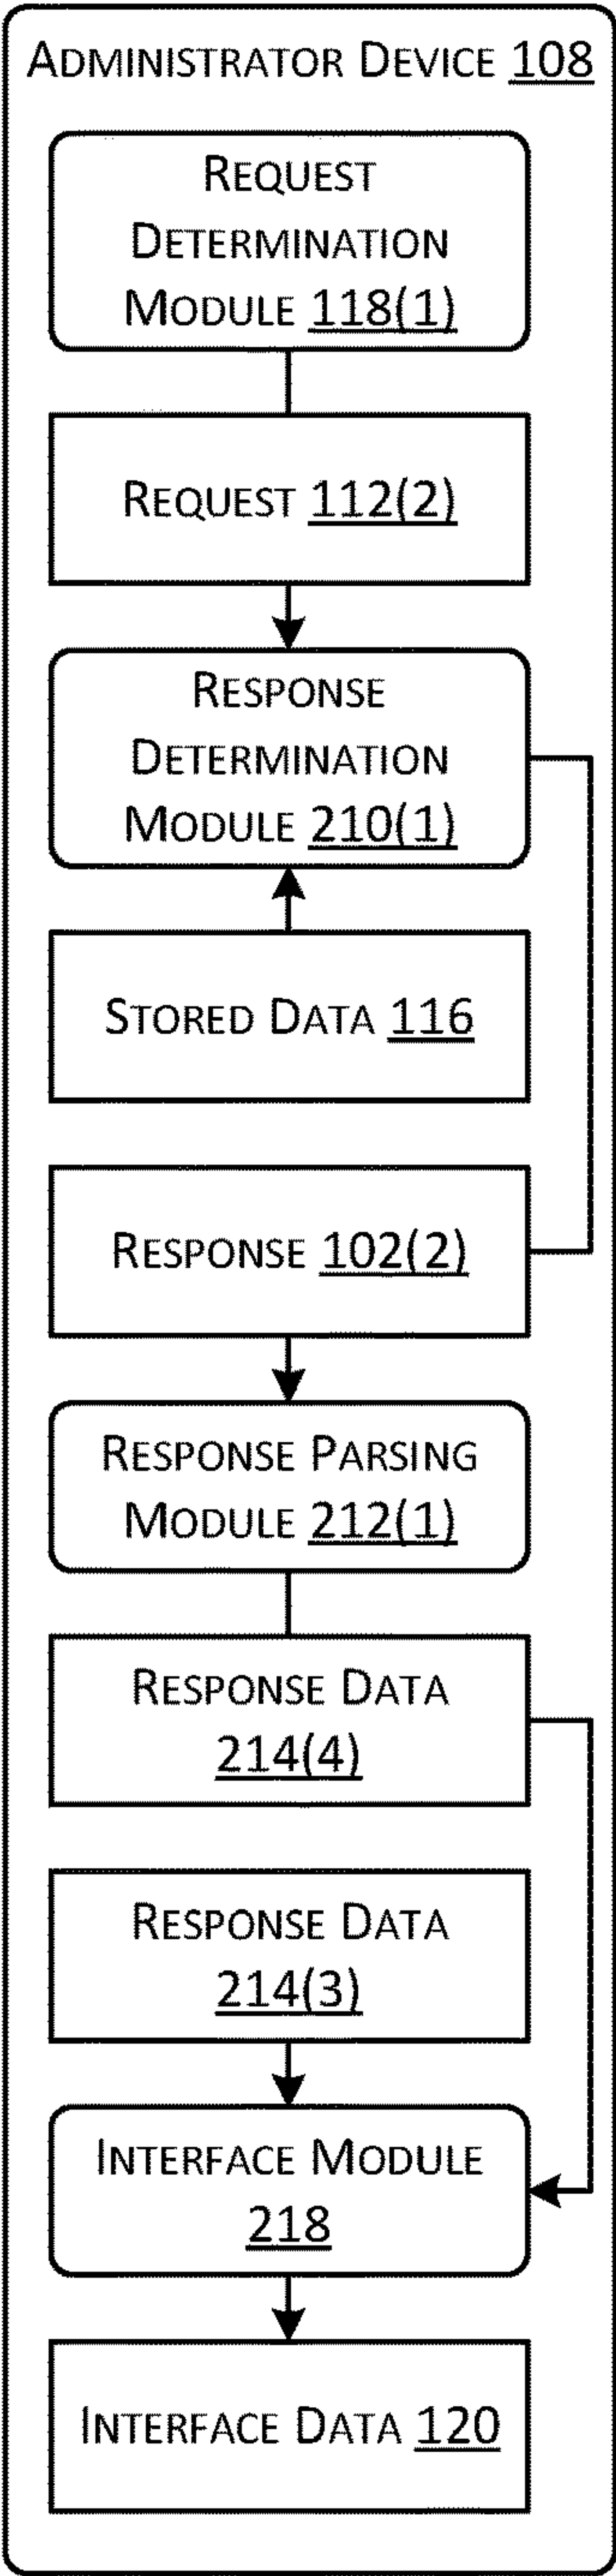 ADMINISTRATOR DEVICE 108
REQUEST
DETERMINATION
MODULE 118(1)
REQUEST 112(2)
RESPONSE
DETERMINATION
MODULE 210(1)
STORED DATA 116
RESPONSE 102(2)
RESPONSE PARSING
MODULE 212(1)
RESPONSE DATA
214(4)
RESPONSE DATA
214(3)
INTERFACE MODULE
218
INTERFACE DATA 120